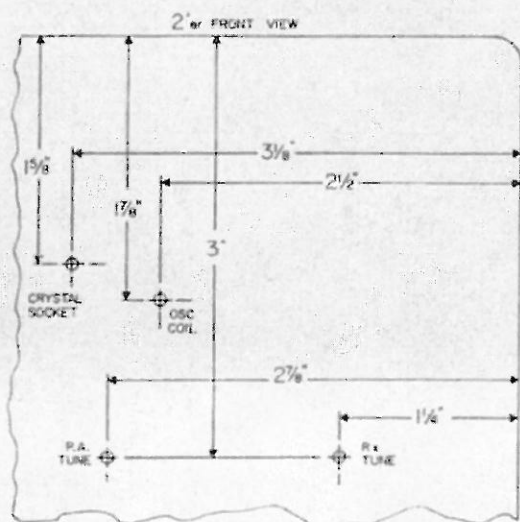 2'er FRONT VIEW
3⅛"
1⅝"
2½"
1⅞"
3"
CRYSTAL
SOCKET
OSC
COIL
2⅞"
1¼"
P.A.
TUNE
Rx
TUNE